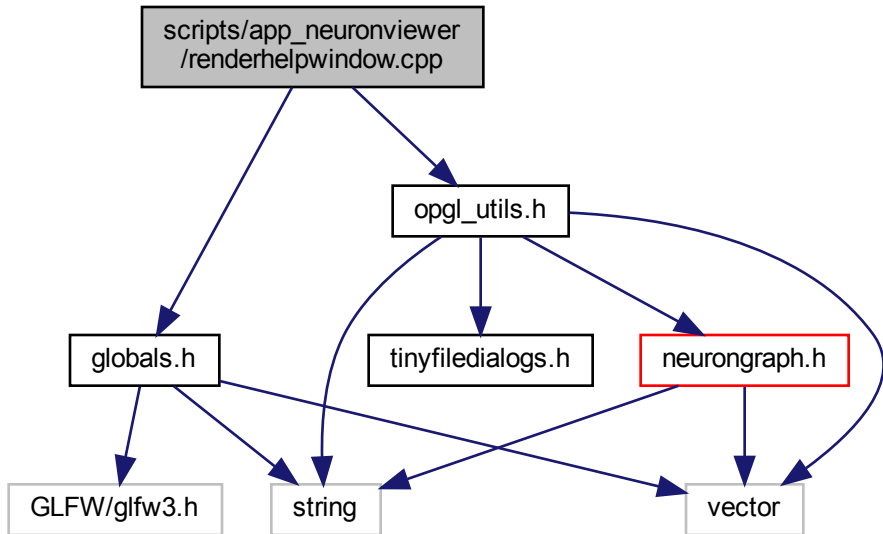 scripts/app_neuronviewer
/renderhelpwindow.cpp
opgl_utils.h
globals.h
tinyfiledialogs.h
neurongraph.h
GLFW/glfw3.h
string
vector